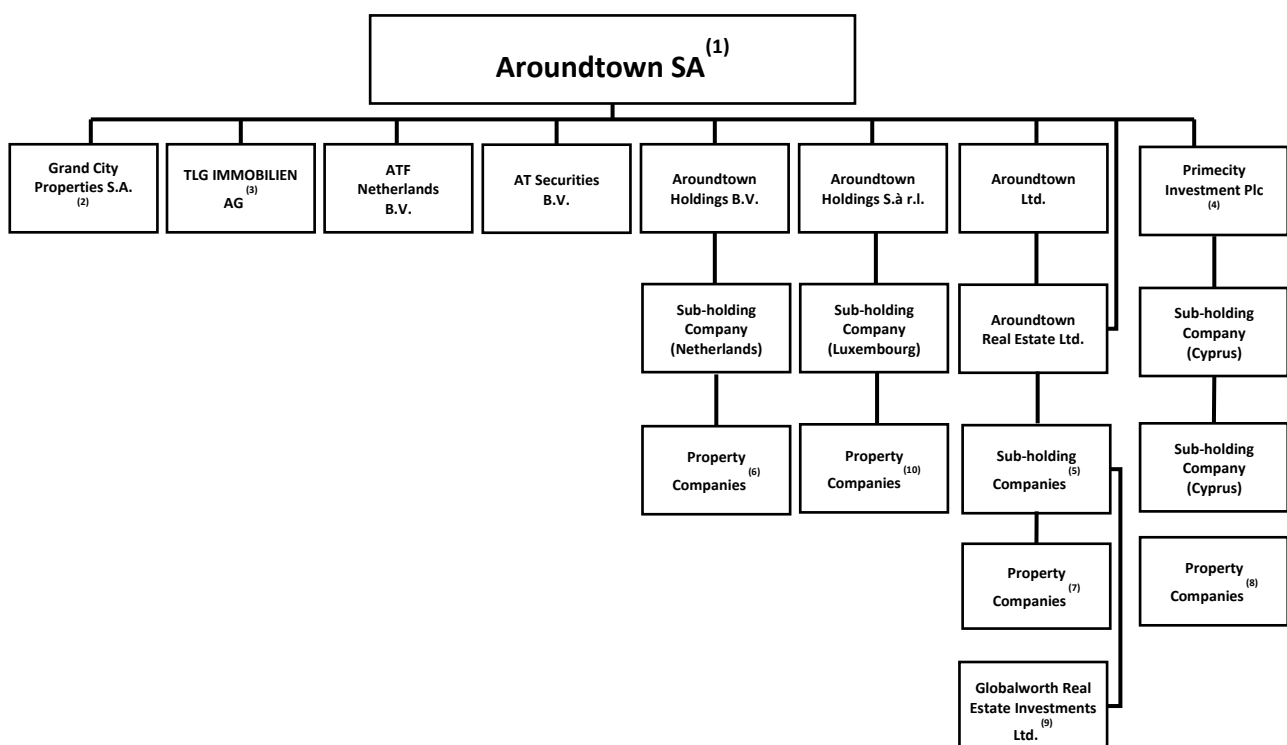 Aroundtown SA(1)
Grand City
Properties S.A.
(2)
TLG IMMOBILIEN
AG(3)
ATF
Netherlands
B.V.
AT Securities
B.V.
Aroundtown
Holdings B.V.
Aroundtown
Holdings S.à r.l.
Aroundtown
Ltd.
Primecity
Investment Plc
(4)
Sub-holding
Company
(Netherlands)
Sub-holding
Company
(Luxembourg)
Aroundtown
Real Estate Ltd.
Sub-holding
Company
(Cyprus)
Property
Companies(6)
Property
Companies(10)
Sub-holding
Companies(5)
Sub-holding
Company
(Cyprus)
Property
Companies(7)
Property
Companies(8)
Globalworth Real
Estate Investments
Ltd.(9)